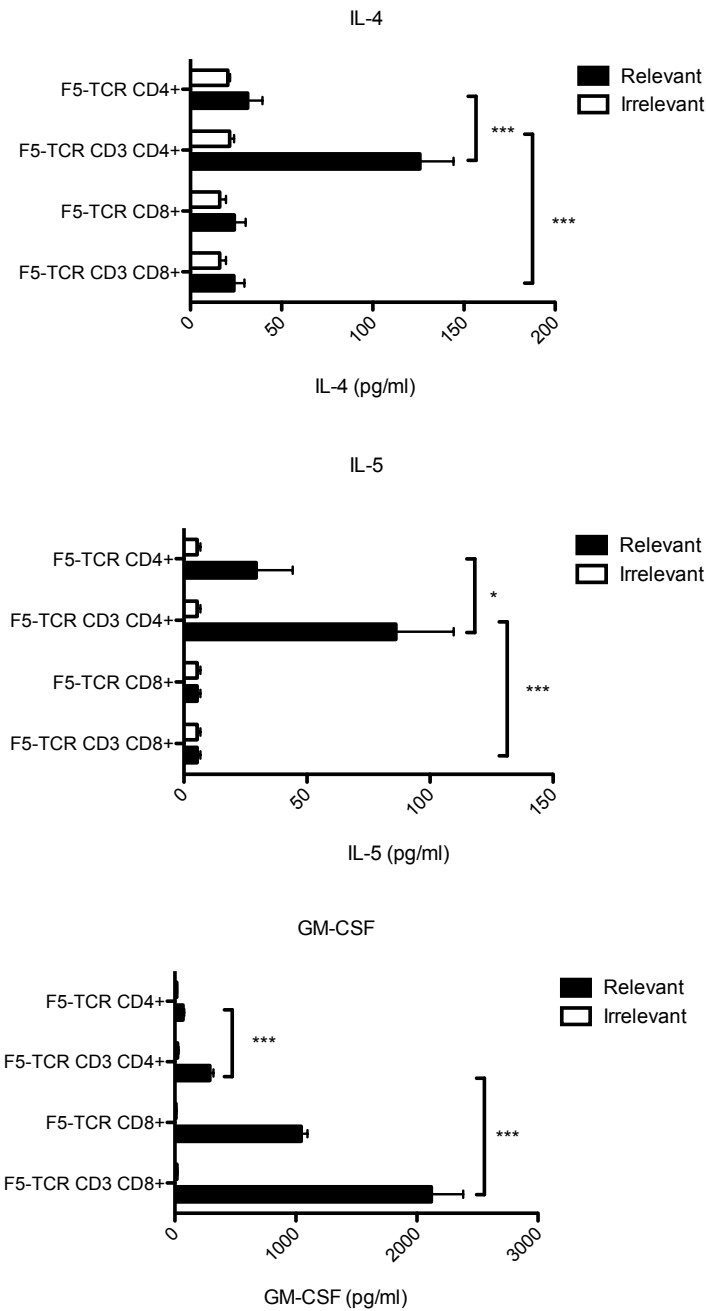 IL-4
F5-TCR CD4+
F5-TCR CD3 CD4+
F5-TCR CD8+
F5-TCR CD3 CD8+
Relevant
Irrelevant
***
***
0 50 100 150 200
IL-4 (pg/ml)
IL-5
F5-TCR CD4+
F5-TCR CD3 CD4+
F5-TCR CD8+
F5-TCR CD3 CD8+
Relevant
Irrelevant
*
***
0 50 100 150
IL-5 (pg/ml)
GM-CSF
F5-TCR CD4+
F5-TCR CD3 CD4+
F5-TCR CD8+
F5-TCR CD3 CD8+
Relevant
Irrelevant
***
***
0 1000 2000 3000
GM-CSF (pg/ml)